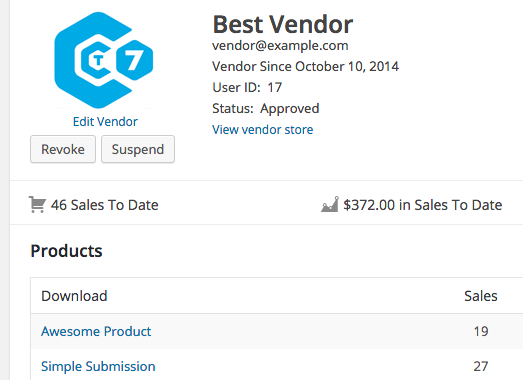 Best Vendor
vendor@example.com
Vendor Since October 10, 2014
User ID: 17
Status: Approved
View vendor store
CT 7
Edit Vendor
Revoke Suspend
46 Sales To Date $372.00 in Sales To Date
Products
Download Sales
Awesome Product 19
Simple Submission 27